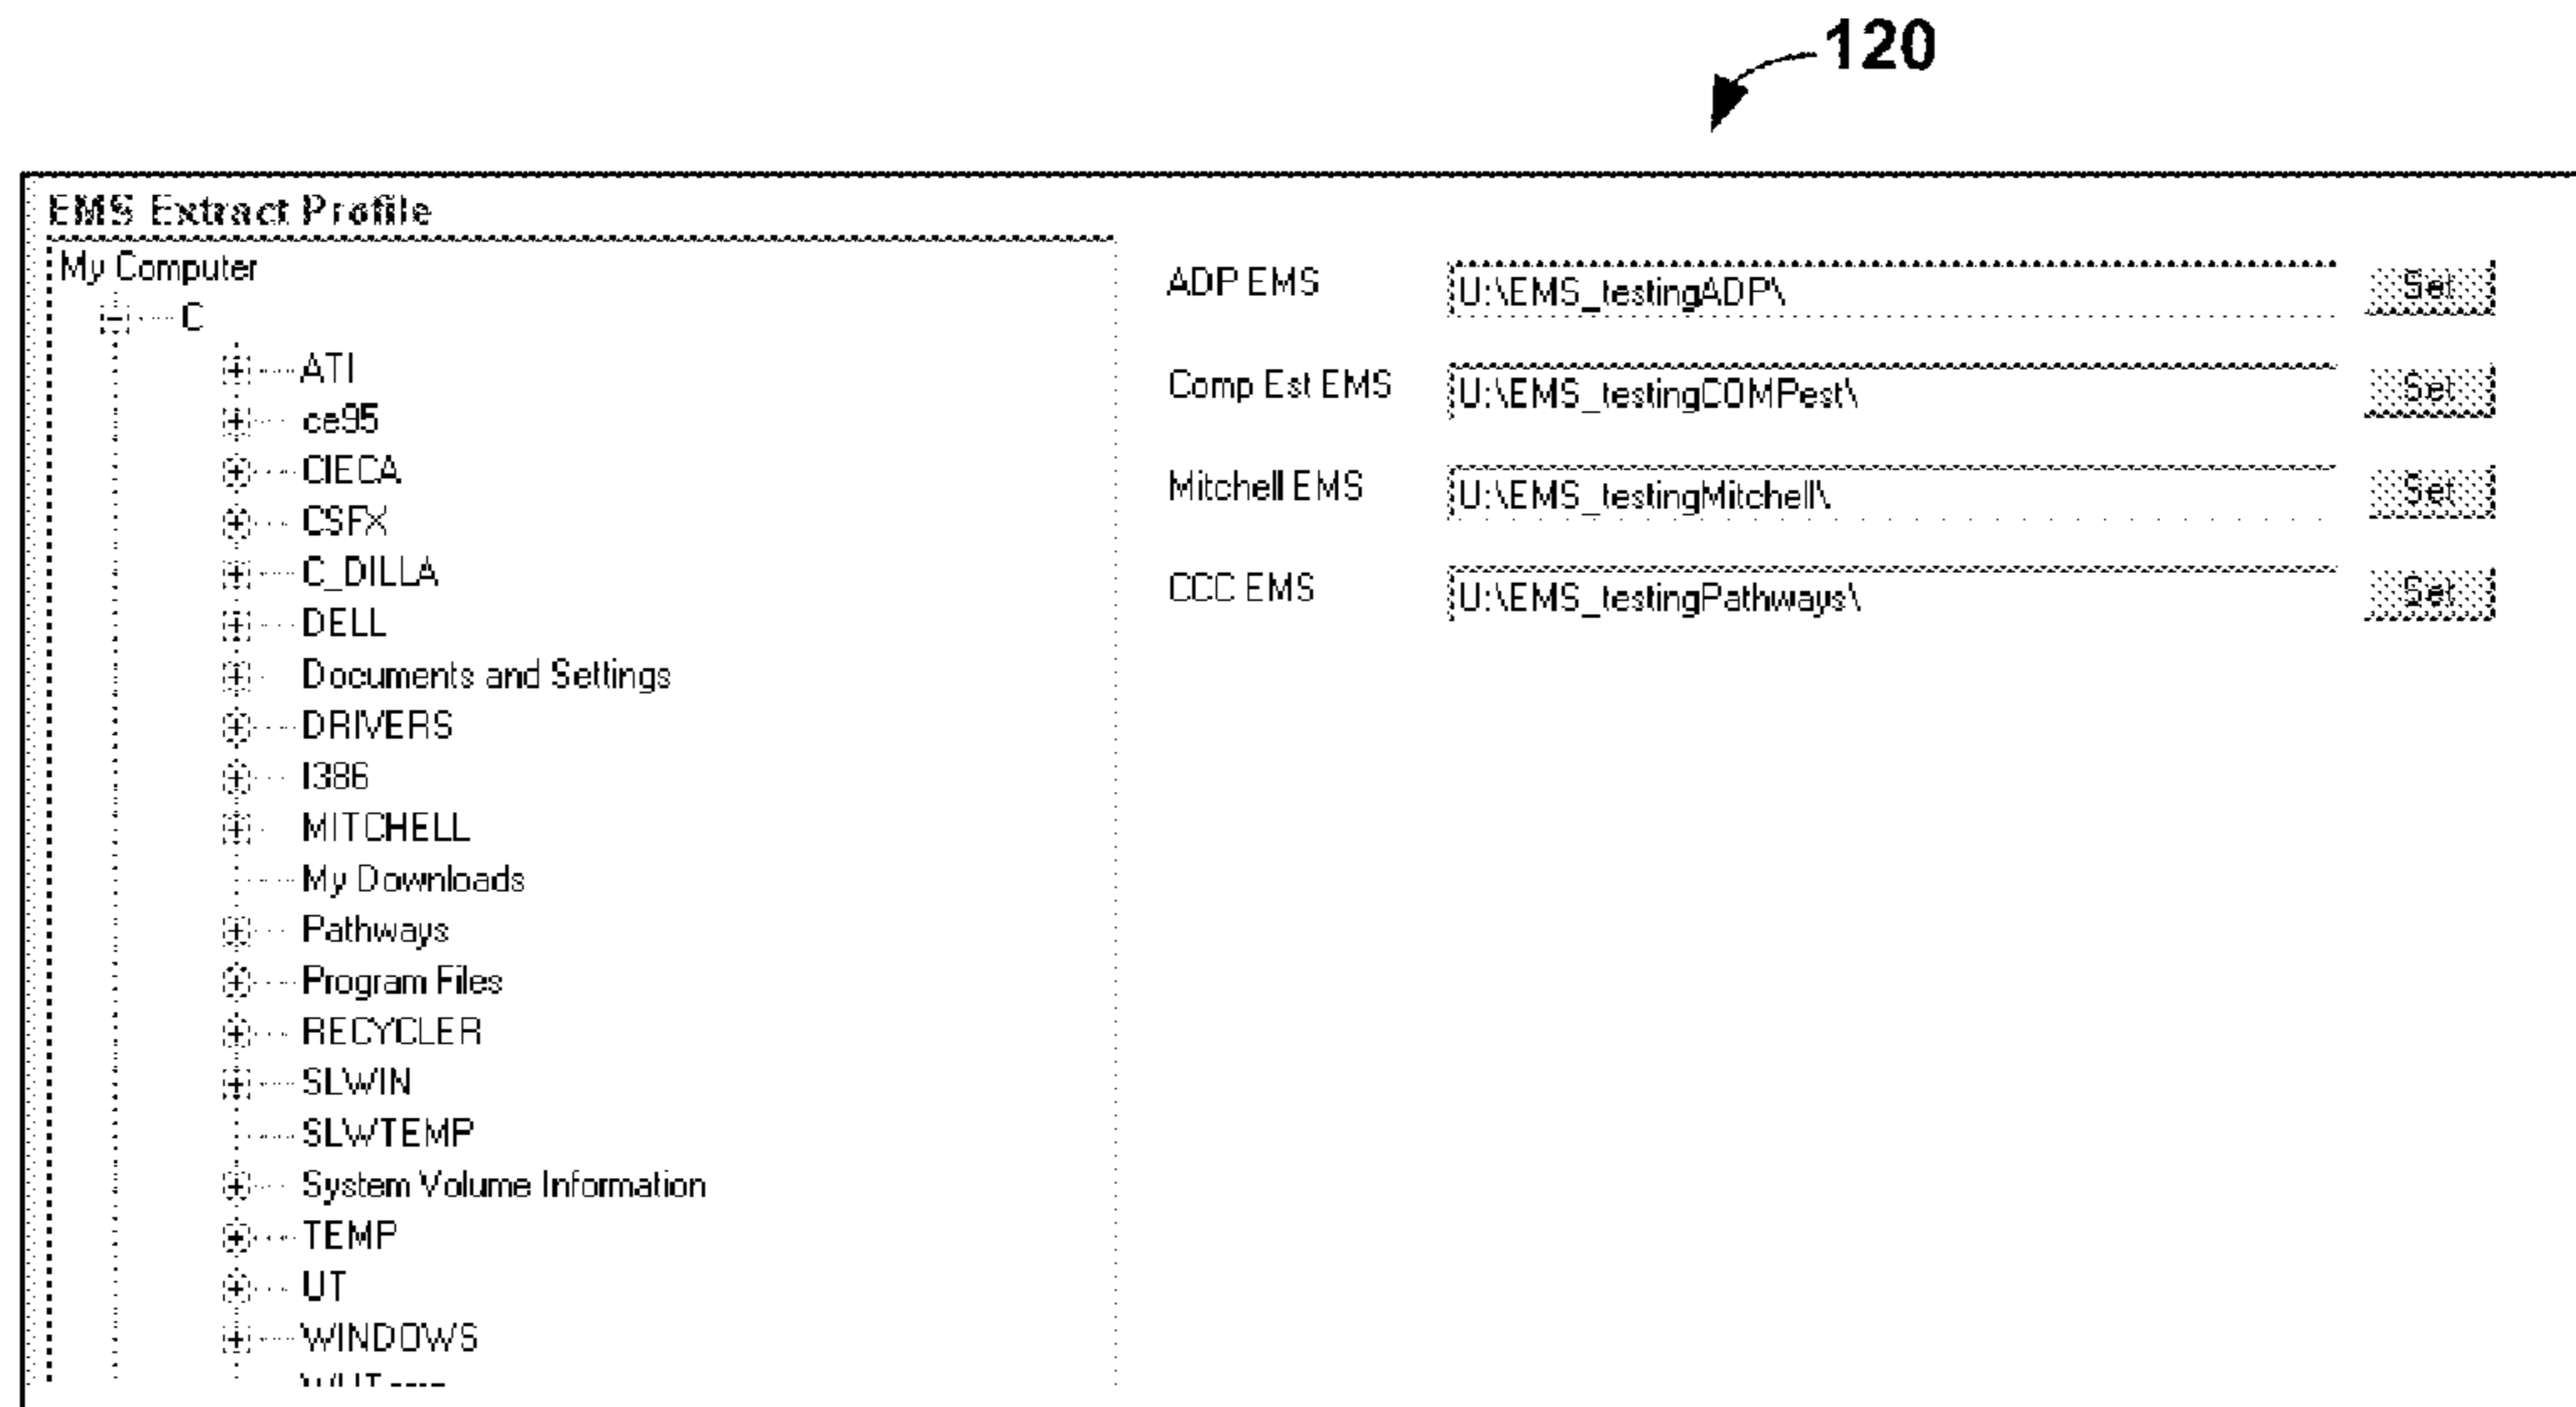 120
EMS Extract Profile
My Computer
C
ATI
ce95
CIECA
CSFX
C_DILLA
DELL
Documents and Settings
DRIVERS
I386
MITCHELL
My Downloads
Pathways
Program Files
RECYCLER
SLWIN
SLWTEMP
System Volume Information
TEMP
UT
WINDOWS
ADP EMS U:\EMS_testingADP\ Set
Comp Est EMS U:\EMS_testingCOMPest\ Set
Mitchell EMS U:\EMS_testingMitchell\ Set
CCC EMS U:\EMS_testingPathways\ Set